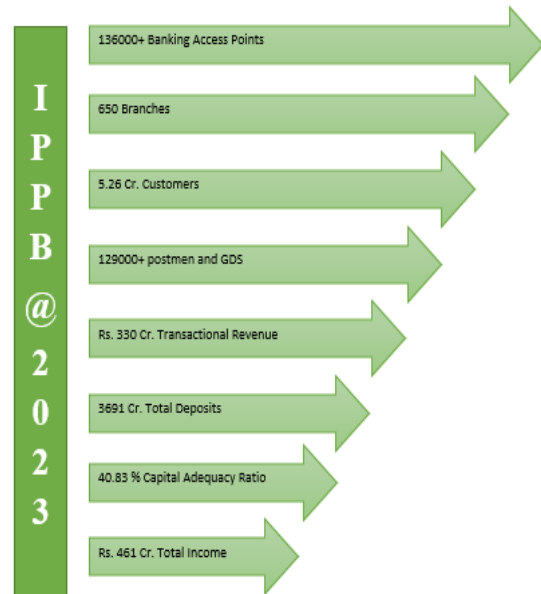 IPPB@2023
136000+ Banking Access Points
650 Branches
5.26 Cr. Customers
129000+ postmen and GDS
Rs. 330 Cr. Transactional Revenue
3691 Cr. Total Deposits
40.83 % Capital Adequacy Ratio
Rs. 461 Cr. Total Income